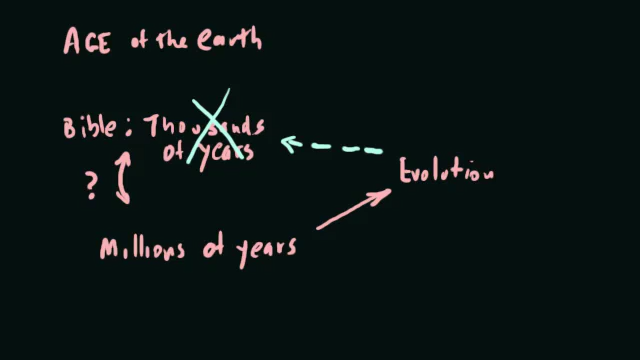 AGE of the Earth
Bible: Thousands
of years
?
Evolution
Millions of years